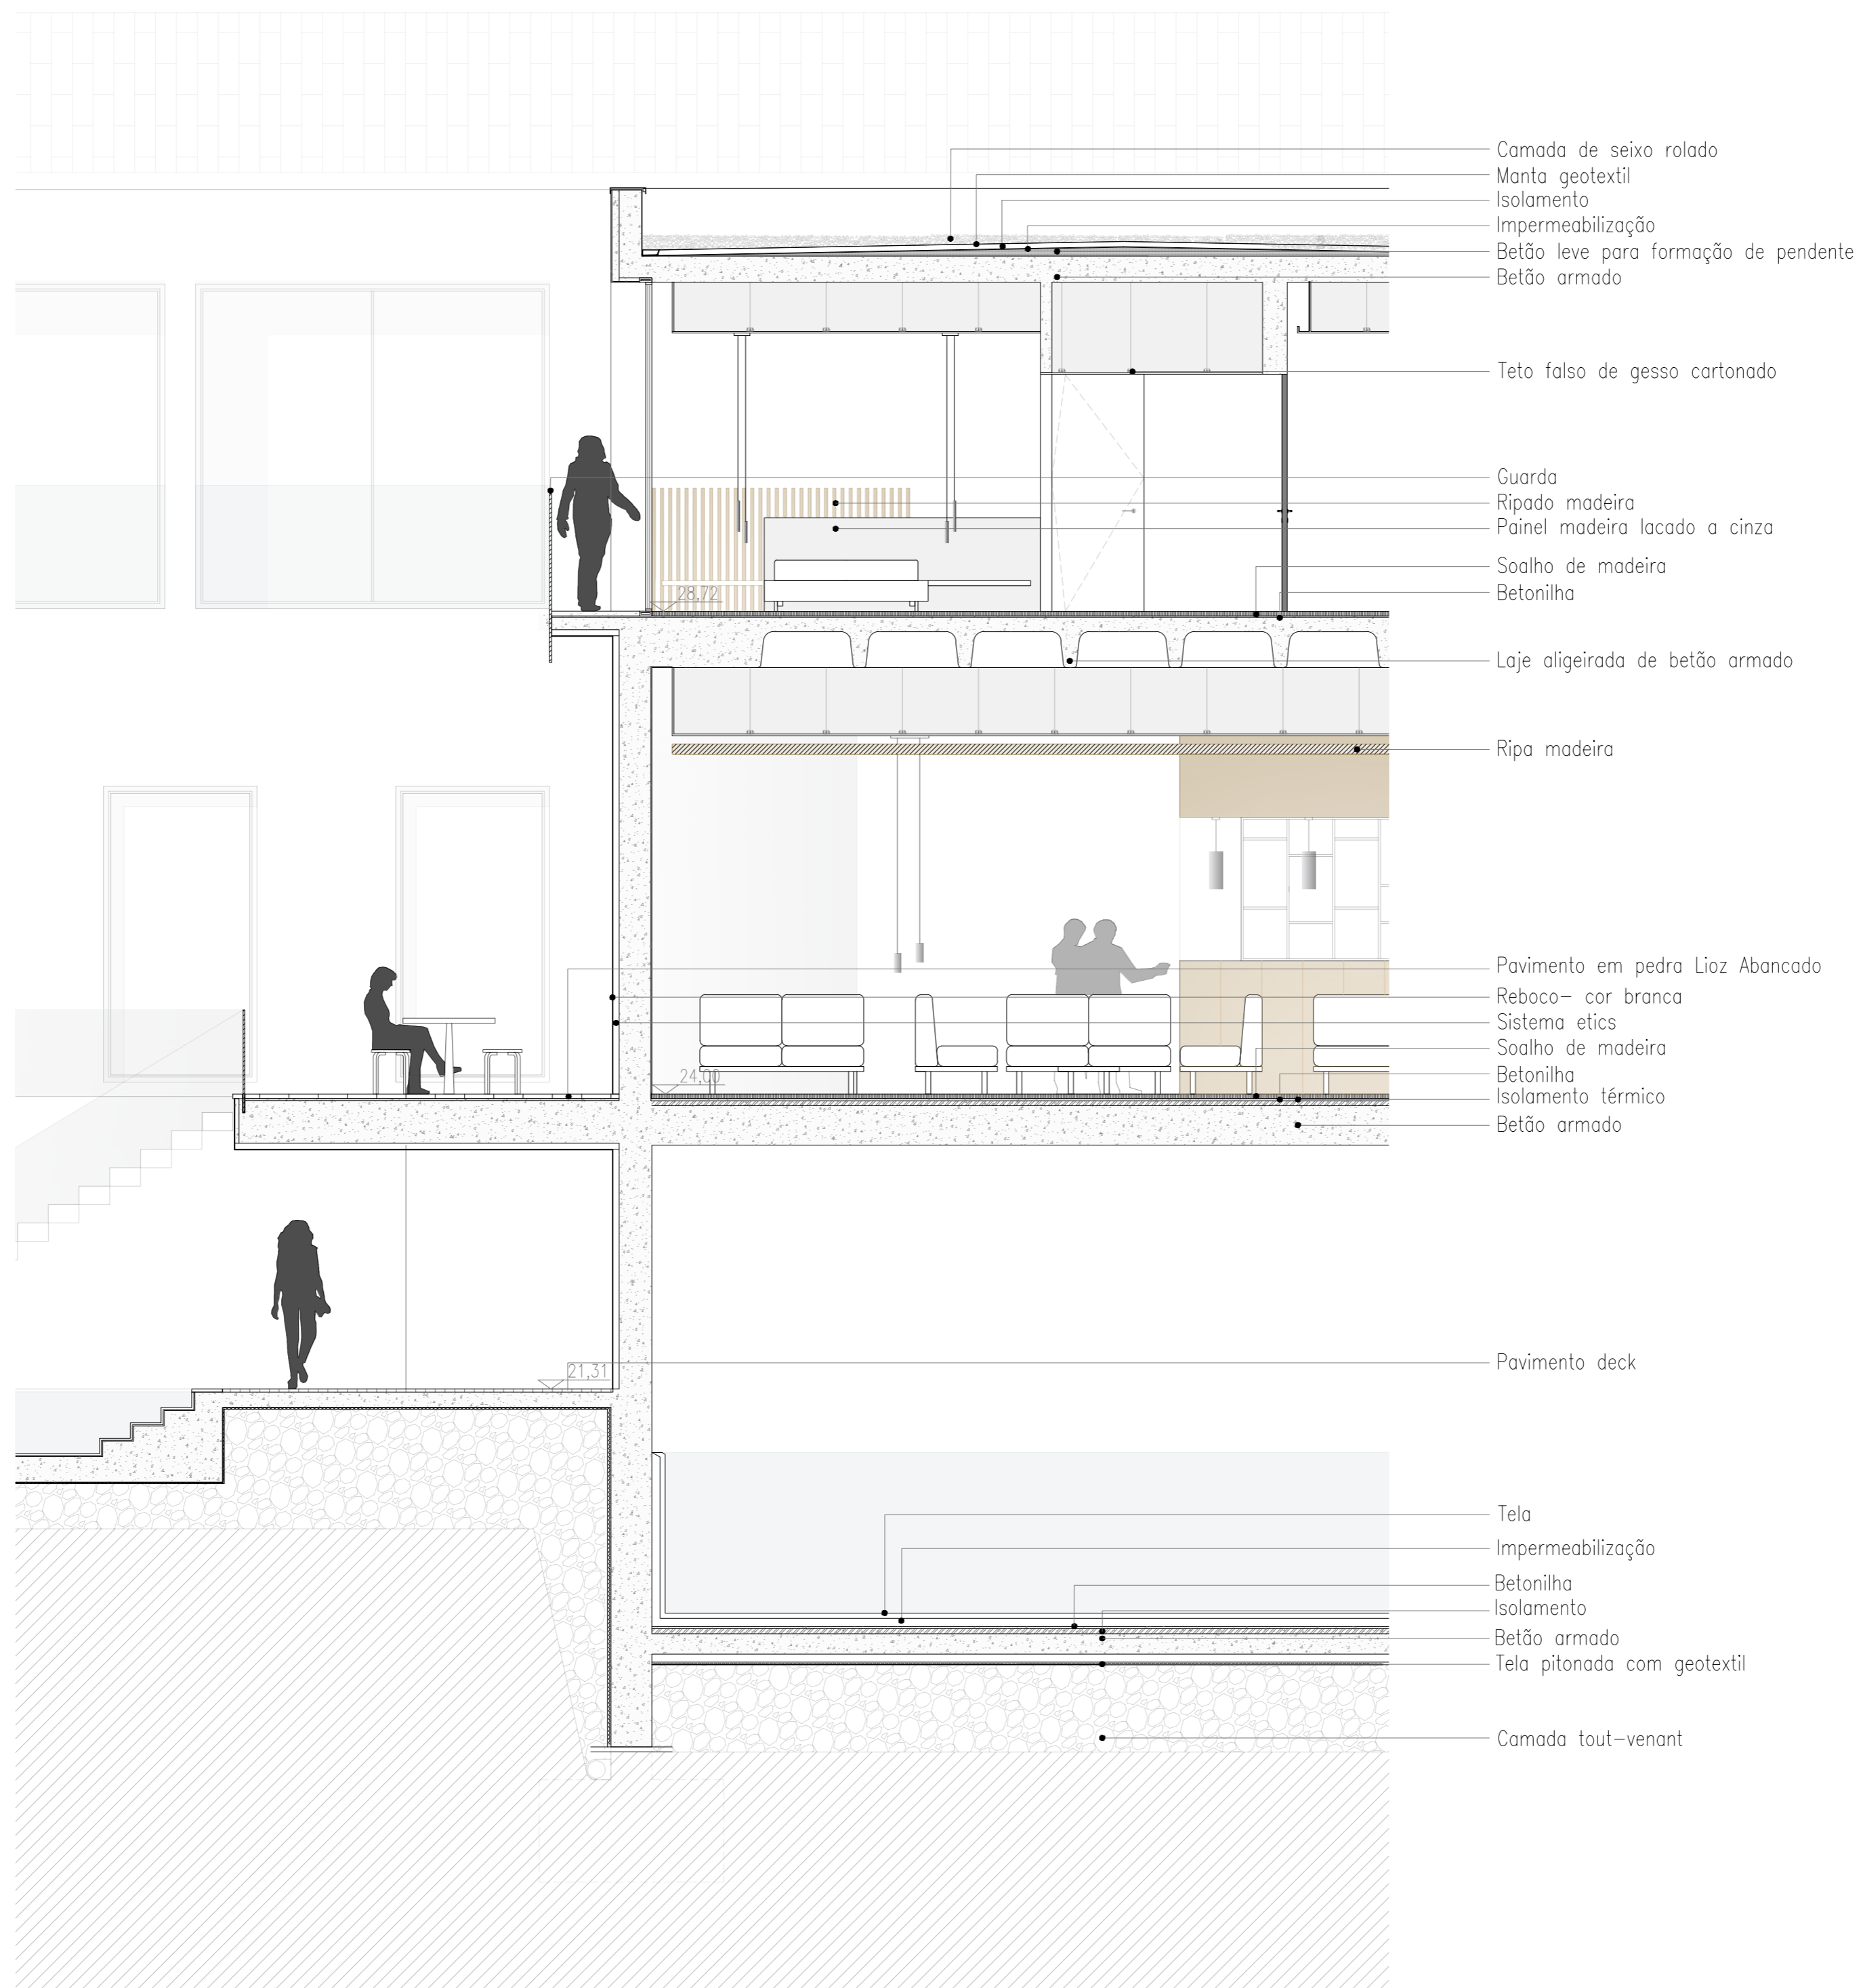 Camada de seixo rolado
Manta geotextil
Isolamento
Impermeabilização
Betão leve para formação de pendente
Betão armado
Teto falso de gesso cartonado
Guarda
Ripado madeira
Painel madeira lacado a cinza
Soalho de madeira
28,72
Betonilha
Laje aligeirada de betão armado
Ripa madeira
Pavimento em pedra Lioz Abancado
Reboco- cor branca
Sistema etics
Soalho de madeira
24,00
Betonilha
Isolamento térmico
Betão armado
Pavimento deck
21,31
Tela
Impermeabilização
Betonilha
Isolamento
Betão armado
Tela pitonada com geotextil
Camada tout-venant